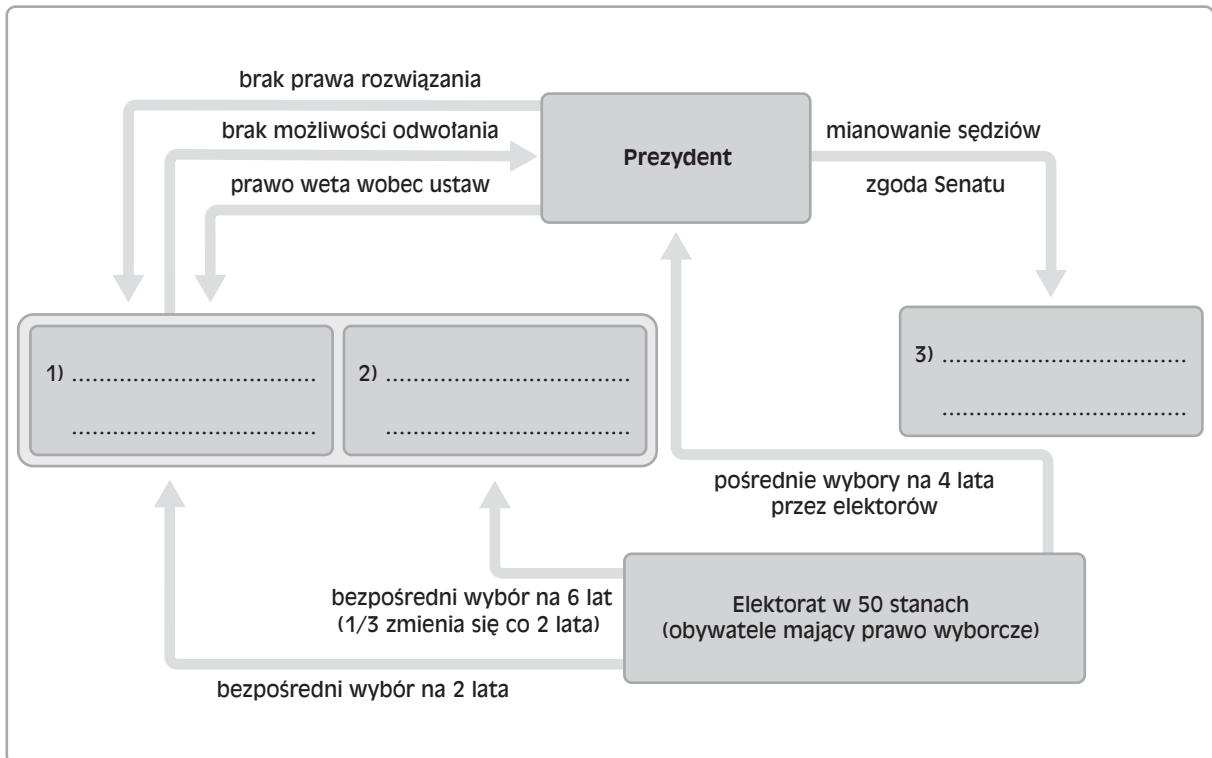 brak prawa rozwiązania
brak możliwości odwołania
prawo weta wobec ustaw
Prezydent
mianowanie sędziów
zgoda Senatu
1) ....................................
....................................
2) ....................................
....................................
3) ....................................
....................................
pośrednie wybory na 4 lata
przez elektorów
bezpośredni wybór na 6 lat
(1/3 zmienia się co 2 lata)
Elektorat w 50 stanach
(obywatele mający prawo wyborcze)
bezpośredni wybór na 2 lata